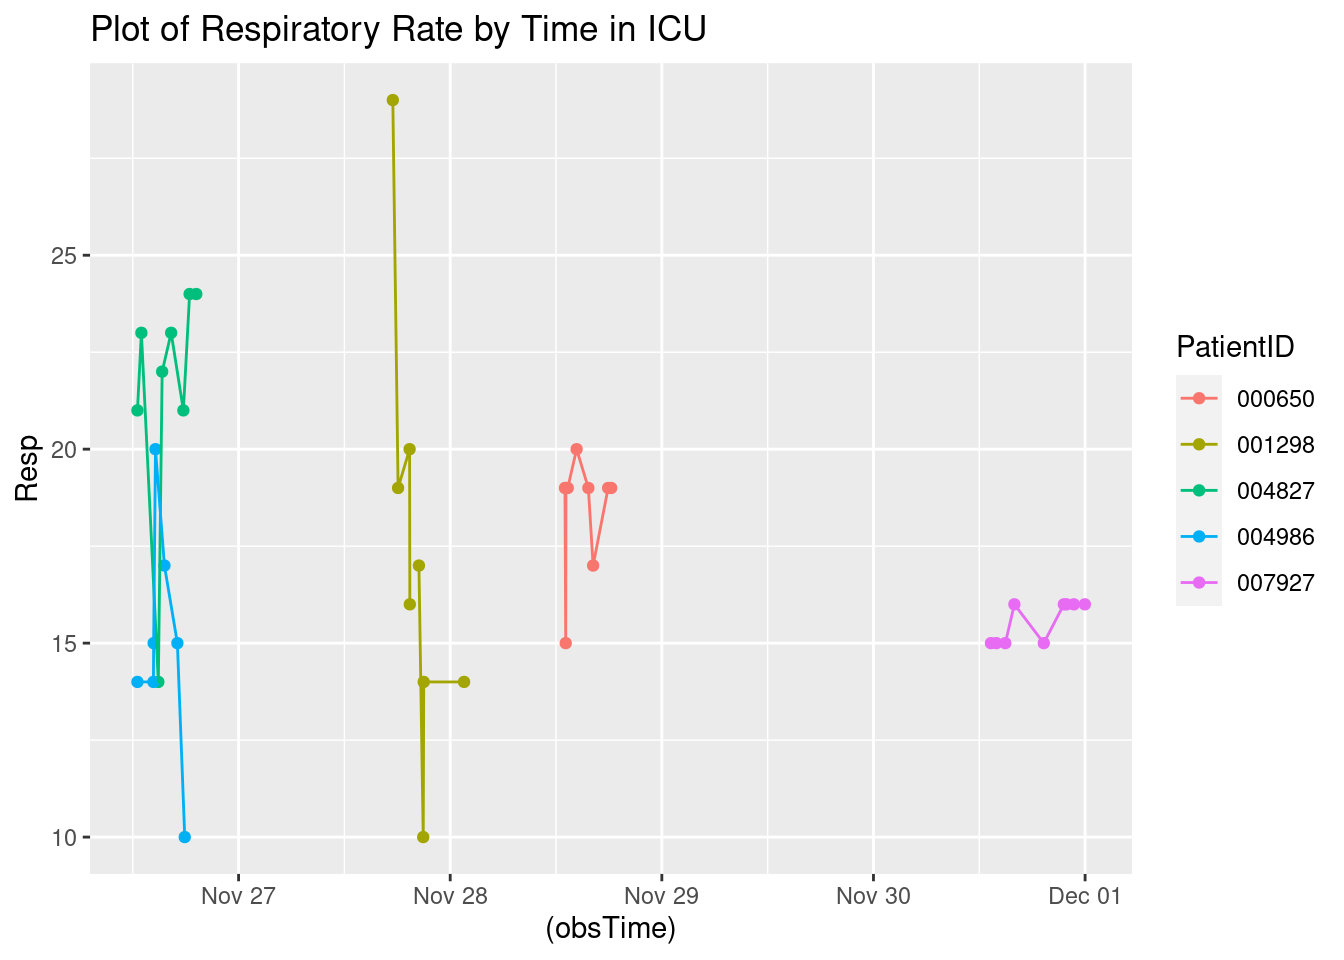 Plot of Respiratory Rate by Time in ICU
Resp
25
20
15
10
Nov 27
Nov 28
Nov 29
Nov 30
Dec 01
(obsTime)
PatientID
000650
001298
004827
004986
007927